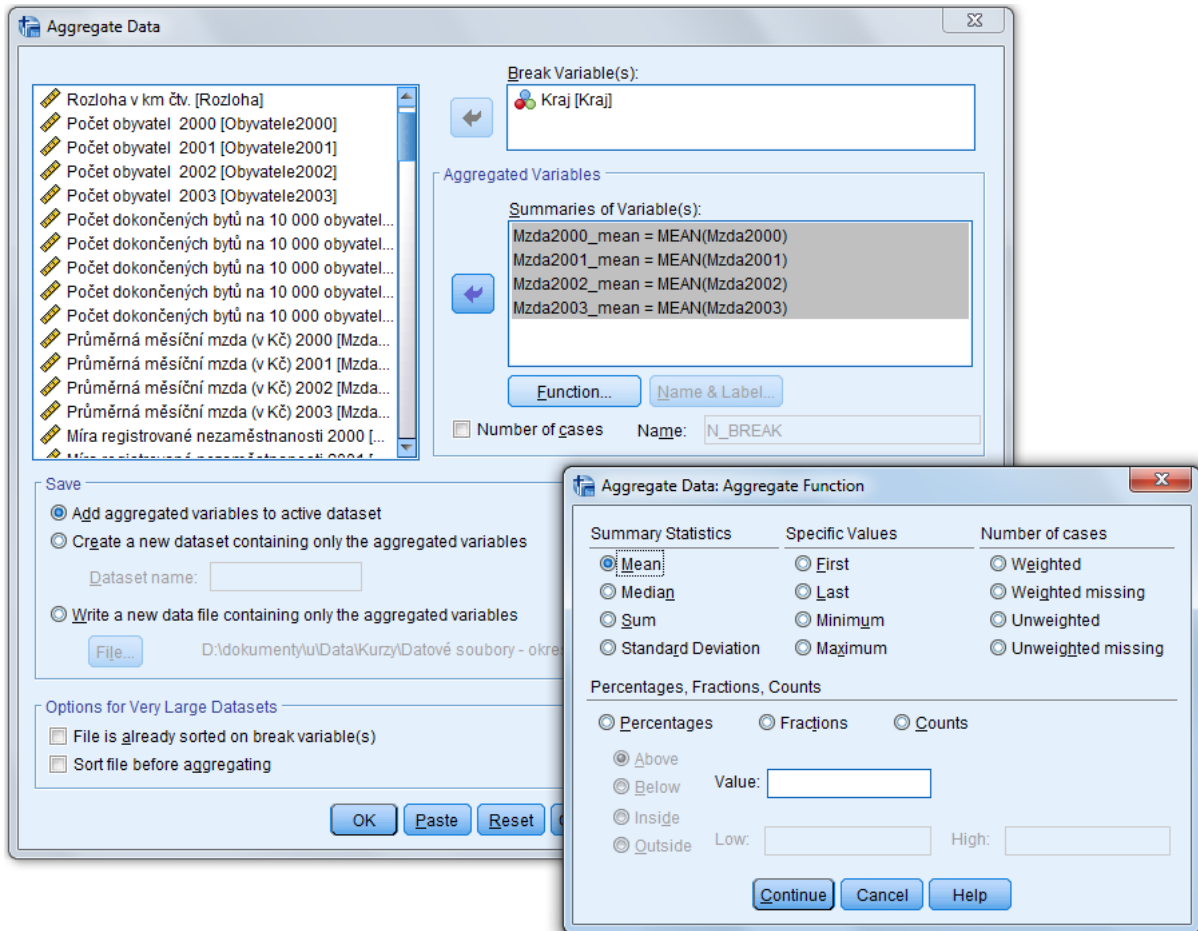 Aggregate Data
Rozloha v km čtv. [Rozloha]
Počet obyvatel 2000 [Obyvatele2000]
Počet obyvatel 2001 [Obyvatele2001]
Počet obyvatel 2002 [Obyvatele2002]
Počet obyvatel 2003 [Obyvatele2003]
Počet dokončených bytů na 10 000 obyvatel...
Počet dokončených bytů na 10 000 obyvatel...
Počet dokončených bytů na 10 000 obyvatel...
Počet dokončených bytů na 10 000 obyvatel...
Počet dokončených bytů na 10 000 obyvatel...
Průměrná měsíční mzda (v Kč) 2000 [Mzda...
Průměrná měsíční mzda (v Kč) 2001 [Mzda...
Průměrná měsíční mzda (v Kč) 2002 [Mzda...
Průměrná měsíční mzda (v Kč) 2003 [Mzda...
Míra registrované nezaměstnanosti 2000 [...
Break Variable(s):
Kraj [Kraj]
Aggregated Variables
Summaries of Variable(s):
Mzda2000_mean = MEAN(Mzda2000)
Mzda2001_mean = MEAN(Mzda2001)
Mzda2002_mean = MEAN(Mzda2002)
Mzda2003_mean = MEAN(Mzda2003)
Function...
Name & Label...
Number of cases
Name:
N_BREAK
Save
Add aggregated variables to active dataset
Create a new dataset containing only the aggregated variables
Dataset name:
Write a new data file containing only the aggregated variables
File...
D:\dokumenty\u\Data\Kurzy\Datové soubory - okre
Options for Very Large Datasets
File is already sorted on break variable(s)
Sort file before aggregating
OK
Paste
Reset
Aggregate Data: Aggregate Function
Summary Statistics
Mean
Median
Sum
Standard Deviation
Specific Values
First
Last
Minimum
Maximum
Number of cases
Weighted
Weighted missing
Unweighted
Unweighted missing
Percentages, Fractions, Counts
Percentages
Fractions
Counts
Above
Below
Value:
Inside
Outside
Low:
High:
Continue
Cancel
Help